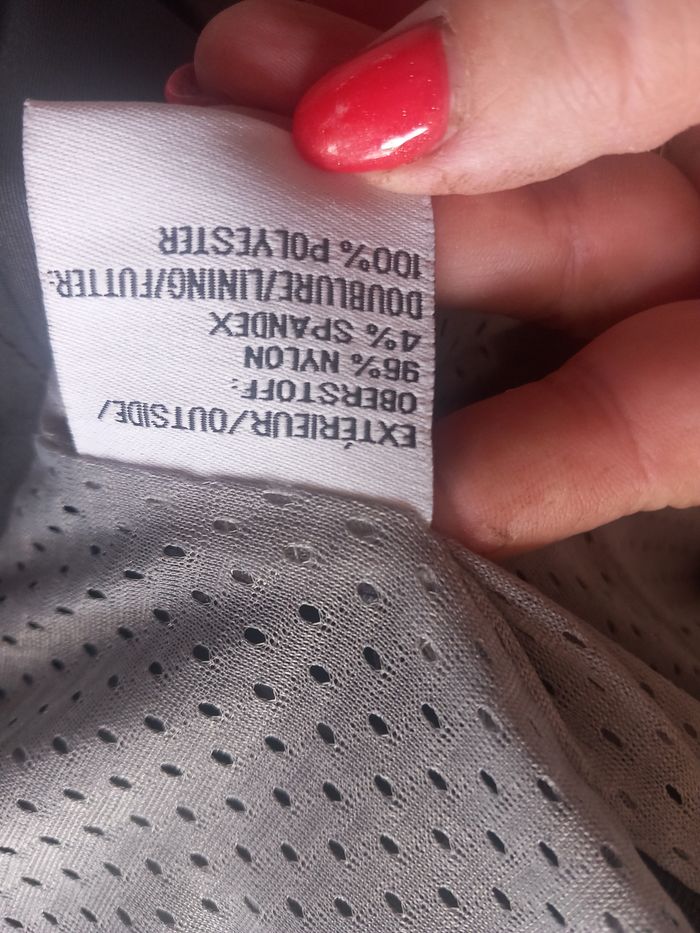 EXTÉRIEUR/OUTSIDE/
OBERSTOFF:
96% NYLON
4% SPANDEX
DOUBLURE/LINING/FUTTER:
100% POLYESTER